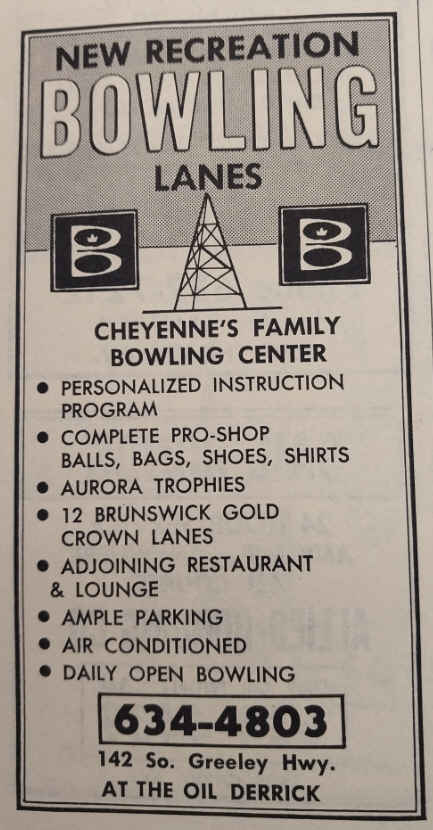 NEW RECREATION
BOWLING
LANES
B B
CHEYENNE'S FAMILY
BOWLING CENTER
• PERSONALIZED INSTRUCTION
PROGRAM
• COMPLETE PRO-SHOP
BALLS, BAGS, SHOES, SHIRTS
• AURORA TROPHIES
• 12 BRUNSWICK GOLD
CROWN LANES
• ADJOINING RESTAURANT
& LOUNGE
• AMPLE PARKING
• AIR CONDITIONED
• DAILY OPEN BOWLING
634-4803
142 So. Greeley Hwy.
AT THE OIL DERRICK